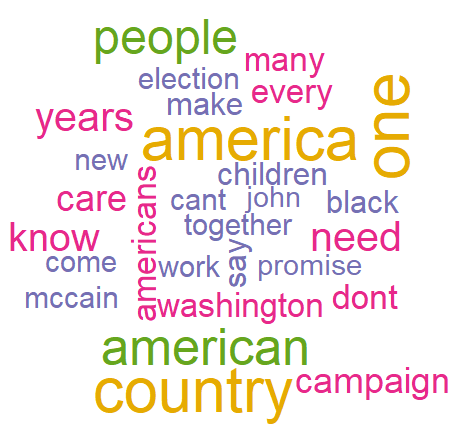 people
many
election
every
make
years
one
america
new
children
care
americans
cant
john
black
together
know
need
say
come
work
promise
mccain
washington
dont
american
country
campaign